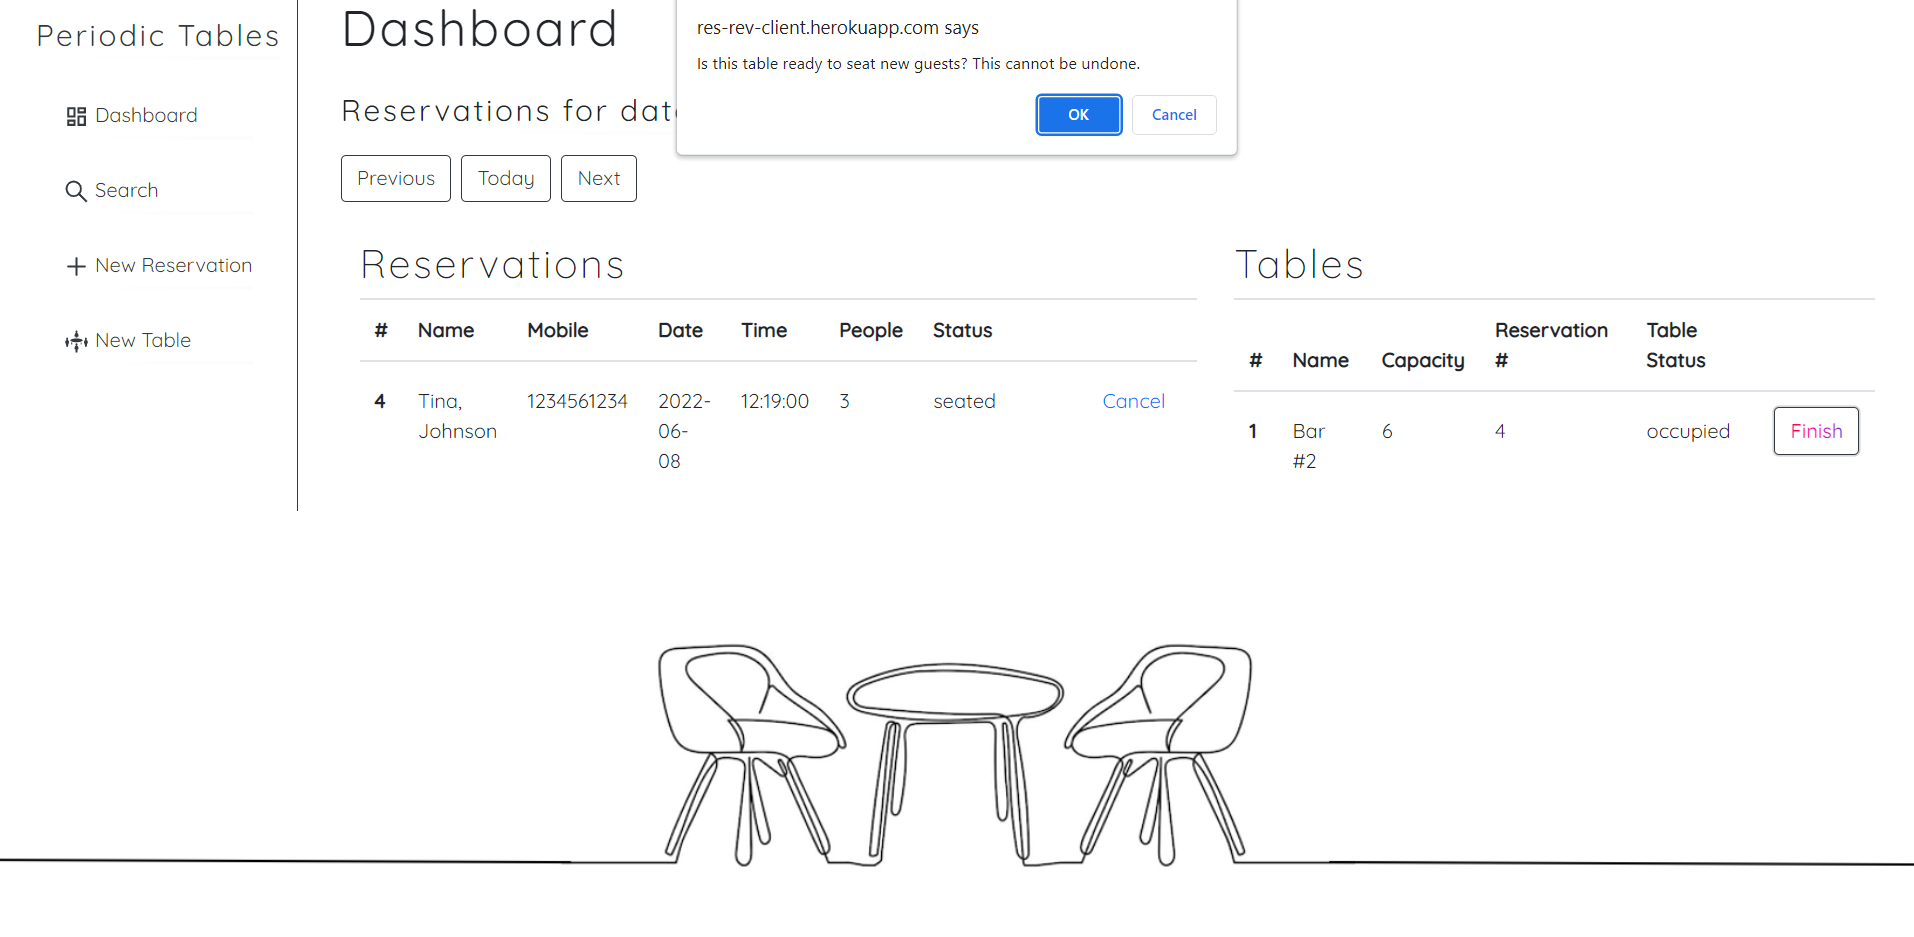 Periodic Tables
Dashboard
Search
New Reservation
New Table
Dashboard
Reservations for dat
Previous Today Next
res-rev-client.herokuapp.com says
Is this table ready to seat new guests? This cannot be undone.
OK Cancel
Reservations
# Name Mobile Date Time People Status
4 Tina, 1234561234 2022- 12:19:00 3 seated Cancel
Johnson 06-
08
Tables
Reservation Table
# Name Capacity # Status
1 Bar 6 4 occupied Finish
#2